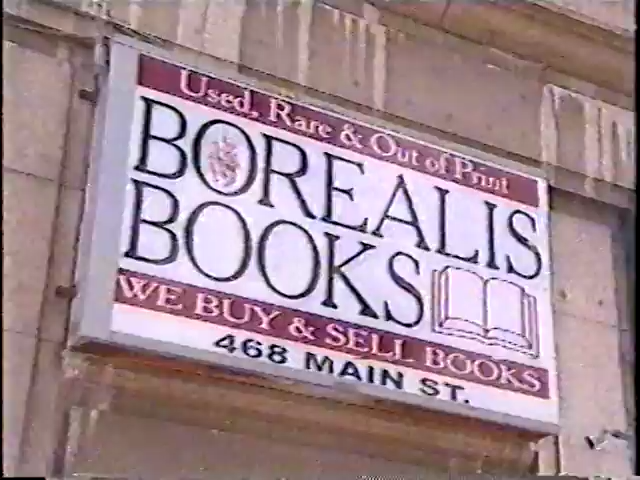 Used, Rare & Out of Print
BOREALIS
BOOKS
WE BUY & SELL BOOKS
468 MAIN ST.